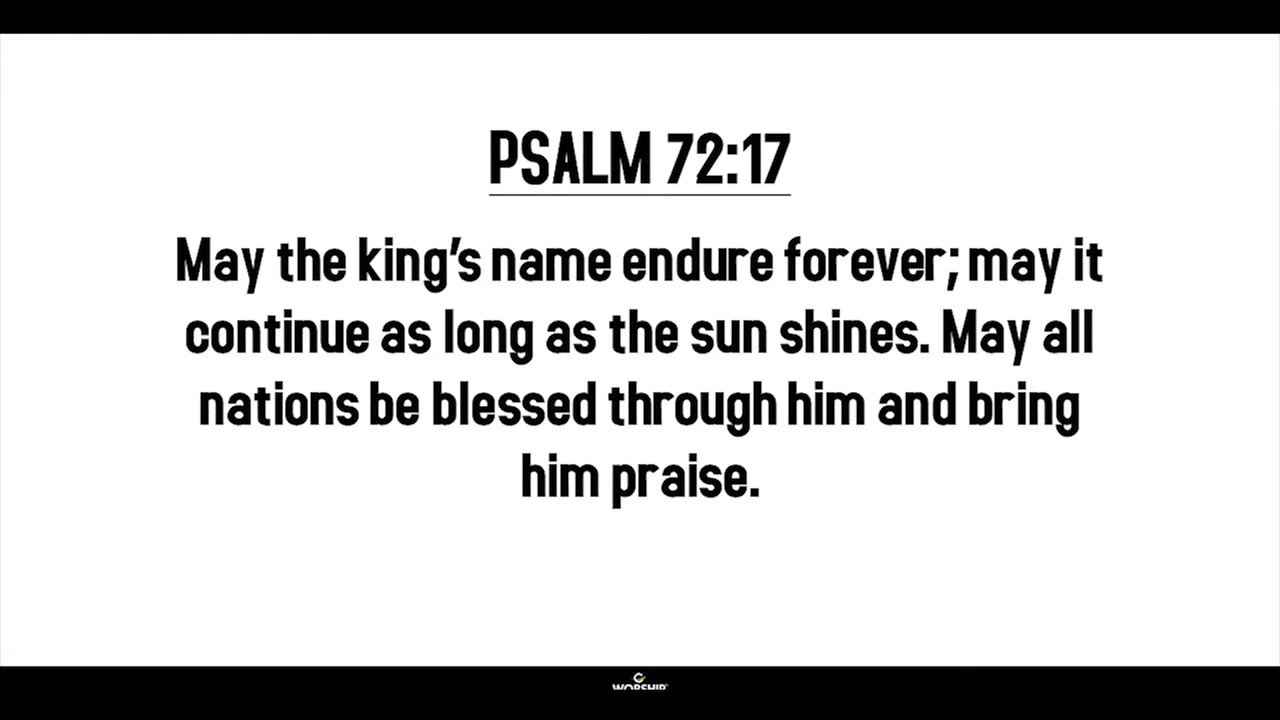 PSALM 72:17
May the king's name endure forever; may it
continue as long as the sun shines. May all
nations be blessed through him and bring
him praise.
WORSHIP